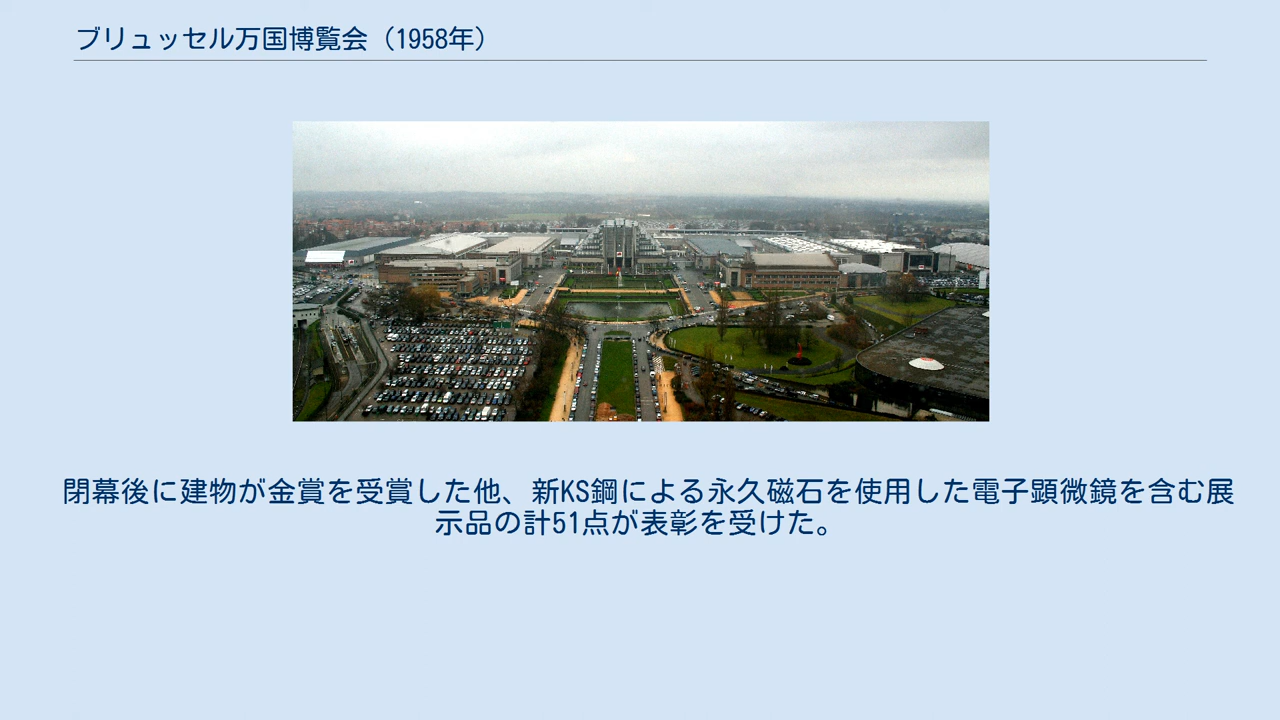 ブリュッセル万国博覧会（1958年）
閉幕後に建物が金賞を受賞した他、新KS鋼による永久磁石を使用した電子顕微鏡を含む展
示品の計51点が表彰を受けた。